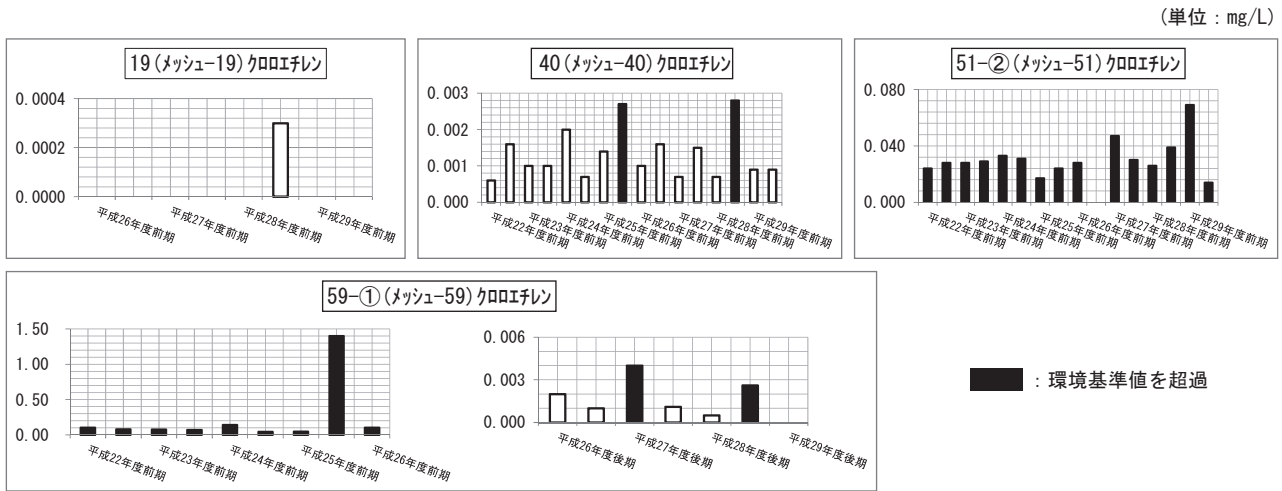 (単位：mg/L)
19(メッシュ-19)クロロエチレン
0.0004
0.0002
0.0000
平成26年度前期
平成27年度前期
平成28年度前期
平成29年度前期
40(メッシュ-40)クロロエチレン
0.003
0.002
0.001
0.000
平成22年度前期
平成23年度前期
平成24年度前期
平成25年度前期
平成26年度前期
平成27年度前期
平成28年度前期
平成29年度前期
51-②(メッシュ-51)クロロエチレン
0.080
0.040
0.000
平成22年度前期
平成23年度前期
平成24年度前期
平成25年度前期
平成26年度前期
平成27年度前期
平成28年度前期
平成29年度前期
59-①(メッシュ-59)クロロエチレン
1.50
1.00
0.50
0.00
平成22年度前期
平成23年度前期
平成24年度前期
平成25年度前期
平成26年度前期
0.006
0.003
0.000
平成26年度後期
平成27年度後期
平成28年度後期
平成29年度後期
：環境基準値を超過